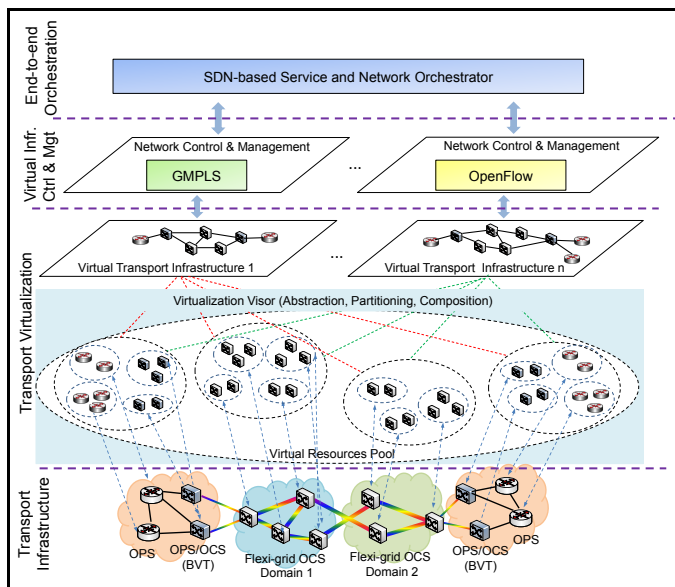 End-to-end
Orchestration
SDN-based Service and Network Orchestrator
Virtual Infr.
Ctrl & Mgt
Network Control & Management
GMPLS
...
Network Control & Management
OpenFlow
Transport Virtualization
Virtual Transport Infrastructure 1
...
Virtual Transport Infrastructure n
Virtualization Visor (Abstraction, Partitioning, Composition)
Virtual Resources Pool
Transport
Infrastructure
OPS
OPS/OCS
(BVT)
Flexi-grid OCS
Domain 1
Flexi-grid OCS
Domain 2
OPS/OCS
(BVT)
OPS